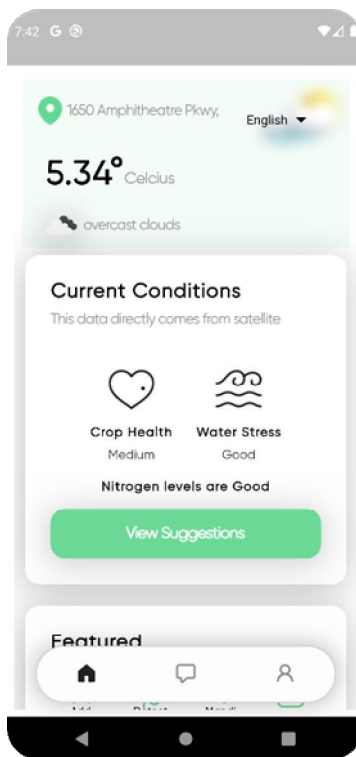 7:42 G
1650 Amphitheatre Pkwy,
English
5.34° Celcius
overcast clouds
Current Conditions
This data directly comes from satellite
Crop Health Water Stress
Medium Good
Nitrogen levels are Good
View Suggestions
Featured